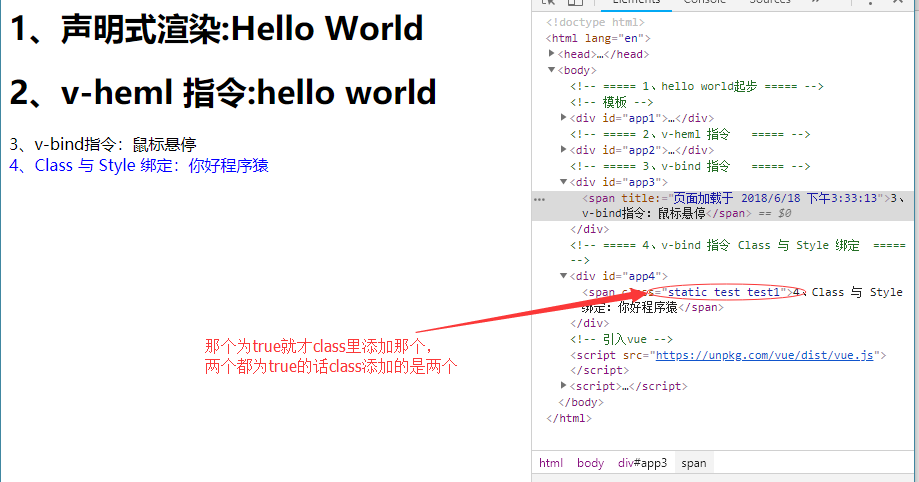 1、声明式渲染:Hello World
2、v-heml 指令:hello world
3、v-bind指令：鼠标悬停
4、Class 与 Style 绑定：你好程序猿
那个为true就才class里添加那个，
两个都为true的话class添加的是两个
Elements Console Sources »
<!doctype html>
<html lang="en">
<head>…</head>
<body>
<!-- ===== 1、hello world起步 ===== -->
<!-- 模板 -->
<div id="app1">…</div>
<!-- ===== 2、v-heml 指令   ===== -->
<div id="app2">…</div>
<!-- ===== 3、v-bind 指令   ===== -->
<div id="app3">
<span title:="页面加载于 2018/6/18 下午3:33:13">3、
v-bind指令：鼠标悬停</span> == $0
</div>
<!-- ===== 4、v-bind 指令 Class 与 Style 绑定  =====
-->
<div id="app4">
<span class="static test test1">4、Class 与 Style
绑定：你好程序猿</span>
</div>
<!-- 引入vue -->
<script src="https://unpkg.com/vue/dist/vue.js">
</script>
<script>…</script>
</body>
</html>
html body div#app3 span